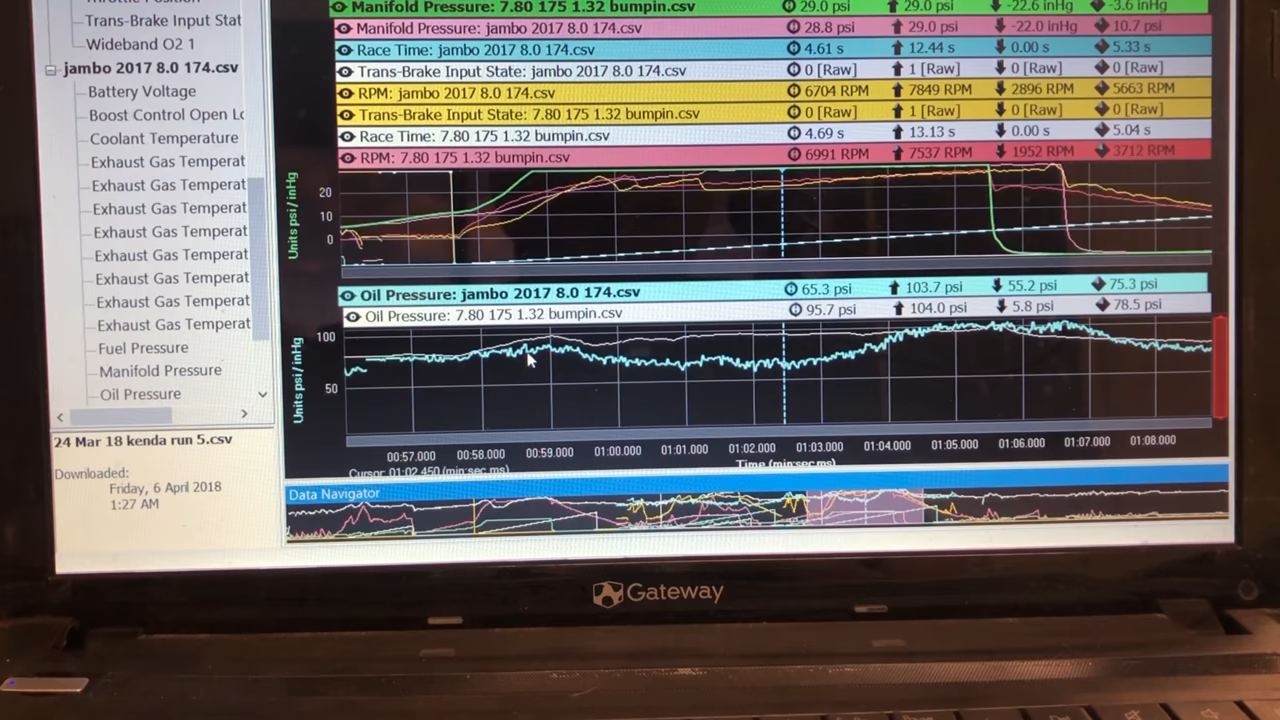 Trans-Brake Input Stat
Wideband O2 1
jambo 2017 8.0 174.csv
Battery Voltage
Boost Control Open Lc
Coolant Temperature
Exhaust Gas Temperat
Exhaust Gas Temperat
Exhaust Gas Temperat
Exhaust Gas Temperat
Exhaust Gas Temperat
Exhaust Gas Temperat
Exhaust Gas Temperat
Exhaust Gas Temperat
Fuel Pressure
Manifold Pressure
Oil Pressure
24 Mar 18 kenda run 5.csv
Downloaded:
Friday, 6 April 2018
1:27 AM
Manifold Pressure: 7.80 175 1.32 bumpin.csv 29.0 psi 29.0 psi -22.6 inHg -3.6 inHg
Manifold Pressure: jambo 2017 8.0 174.csv 28.8 psi 29.0 psi -22.0 inHg 10.7 psi
Race Time: jambo 2017 8.0 174.csv 4.61 s 12.44 s 0.00 s 5.33 s
Trans-Brake Input State: jambo 2017 8.0 174.csv 0 [Raw] 1 [Raw] 0 [Raw] 0 [Raw]
RPM: jambo 2017 8.0 174.csv 6704 RPM 7849 RPM 2896 RPM 5663 RPM
Trans-Brake Input State: 7.80 175 1.32 bumpin.csv 0 [Raw] 1 [Raw] 0 [Raw] 0 [Raw]
Race Time: 7.80 175 1.32 bumpin.csv 4.69 s 13.13 s 0.00 s 5.04 s
RPM: 7.80 175 1.32 bumpin.csv 6991 RPM 7537 RPM 1952 RPM 3712 RPM
Units psi / inHg
20
10
0
Oil Pressure: jambo 2017 8.0 174.csv 65.3 psi 103.7 psi 55.2 psi 75.3 psi
Oil Pressure: 7.80 175 1.32 bumpin.csv 95.7 psi 104.0 psi 5.8 psi 78.5 psi
Units psi / inHg
100
50
00:57.000 00:58.000 00:59.000 01:00.000 01:01.000 01:02.000 01:03.000 01:04.000 01:05.000 01:06.000 01:07.000 01:08.000
Cursor: 01:02.450 (min:sec.ms) Time (min:sec.ms)
Data Navigator
Gateway